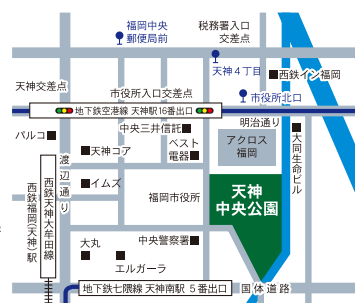 福岡中央
郵便局前
税務署入口
交差点
天神４丁目
西鉄イン福岡
天神交差点
市役所入口交差点
市役所北口
地下鉄空港線 天神駅16番出口
明治通り
パルコ
中央三井信託
天神コア
ベスト
電器
アクロス
福岡
大同生命ビル
渡辺通り
イムズ
西鉄天神大牟田線
西鉄福岡(天神)駅
福岡市役所
天神
中央公園
大丸
中央警察署
エルガーラ
地下鉄七隈線 天神南駅 ５番出口
国体道路